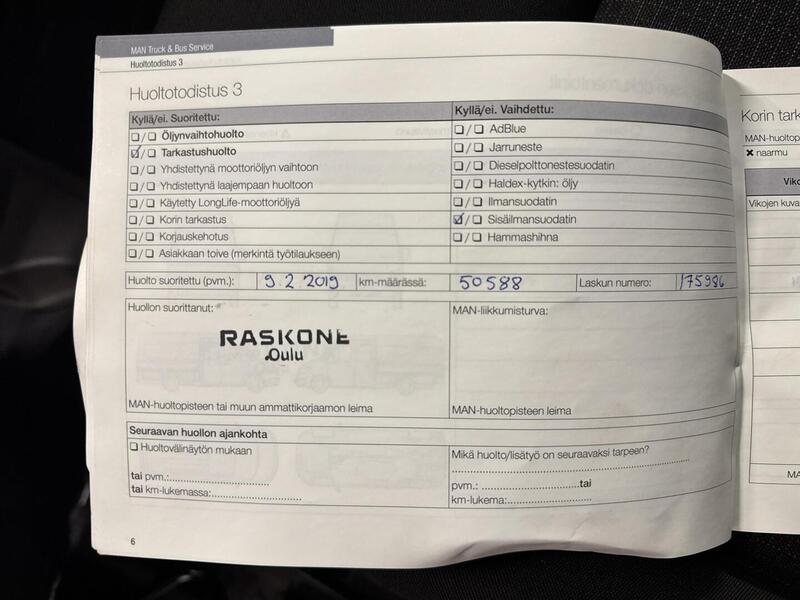 MAN Truck & Bus Service
Huoltotodistus 3
Huoltotodistus 3
Kyllä/ei. Suoritettu:
❏ / ❏ Öljynvaihtohuolto
☑ / ❏ Tarkastushuolto
❏ / ❏ Yhdistettynä moottoriöljyn vaihtoon
❏ / ❏ Yhdistettynä laajempaan huoltoon
❏ / ❏ Käytetty LongLife-moottoriöljyä
❏ / ❏ Korin tarkastus
❏ / ❏ Korjauskehotus
❏ / ❏ Asiakkaan toive (merkintä työtilaukseen)
Kyllä/ei. Vaihdettu:
❏ / ❏ AdBlue
❏ / ❏ Jarruneste
❏ / ❏ Dieselpolttonestesuodatin
❏ / ❏ Haldex-kytkin: öljy
❏ / ❏ Ilmansuodatin
☑ / ❏ Sisäilmansuodatin
❏ / ❏ Hammashihna
Huolto suoritettu (pvm.): 9.2 2019 km-määrässä: 50588 Laskun numero: 175986
Huollon suorittanut:
RASKONE
Oulu
MAN-huoltopisteen tai muun ammattikorjaamon leima
MAN-liikkumisturva:
MAN-huoltopisteen leima
Seuraavan huollon ajankohta
❏ Huoltovälinäytön mukaan
tai pvm.:
tai km-lukemassa:
Mikä huolto/lisätyö on seuraavaksi tarpeen?
pvm.: tai
km-lukema:
6
Korin tark
MAN-huoltop
✖ naarmu
Viko
Vikojen kuva
MA